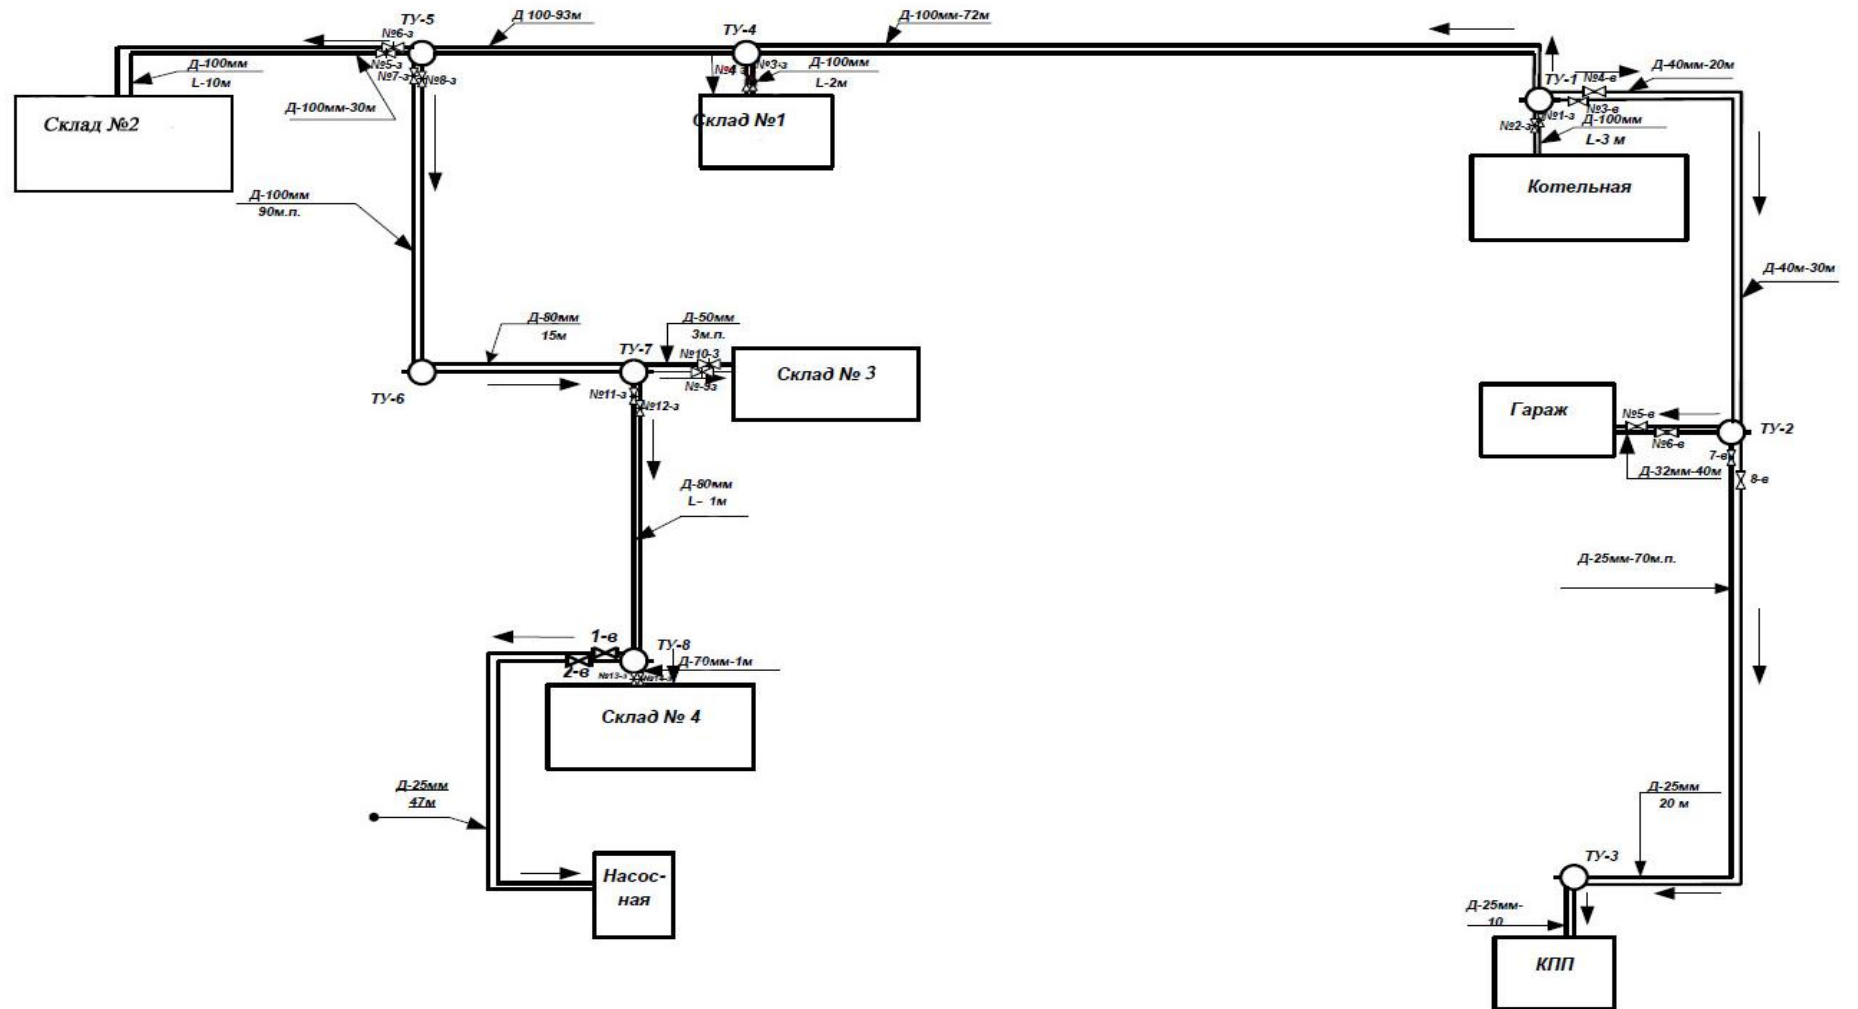 ТУ-5
Д 100-93м
ТУ-4
Д-100мм-72м
№6-з
№5-з
№7-з
№8-з
Д-100мм
L-10м
Д-100мм-30м
Склад №2
№4
№3-з
Д-100мм
L-2м
Склад №1
ТУ-1
№4-в
Д-40мм-20м
№3-в
№1-з
№2-з
Д-100мм
L-3 м
Котельная
Д-100мм
90м.п.
Д-40м-30м
Д-80мм
15м
ТУ-7
Д-50мм
3м.п.
№10-3
№-9з
Склад № 3
ТУ-6
№11-з
№12-з
Гараж
№5-в
№6-в
ТУ-2
7-в
Д-32мм-40м
8-в
Д-80мм
L- 1м
Д-25мм-70м.п.
1-в
2-в
ТУ-8
Д-70мм-1м
№13-з
Склад № 4
Д-25мм
47м
Д-25мм
20 м
ТУ-3
Насос-
ная
Д-25мм-
10
КПП